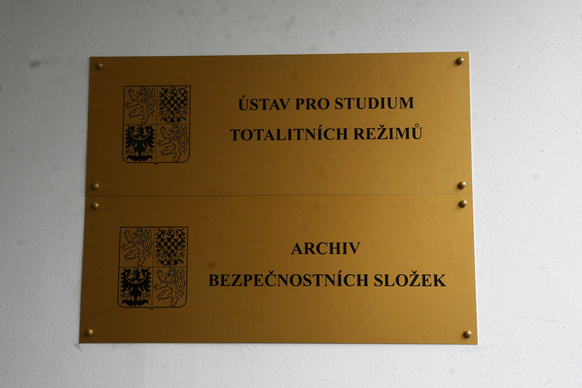 ÚSTAV PRO STUDIUM
TOTALITNÍCH REŽIMŮ
ARCHIV
BEZPEČNOSTNÍCH SLOŽEK